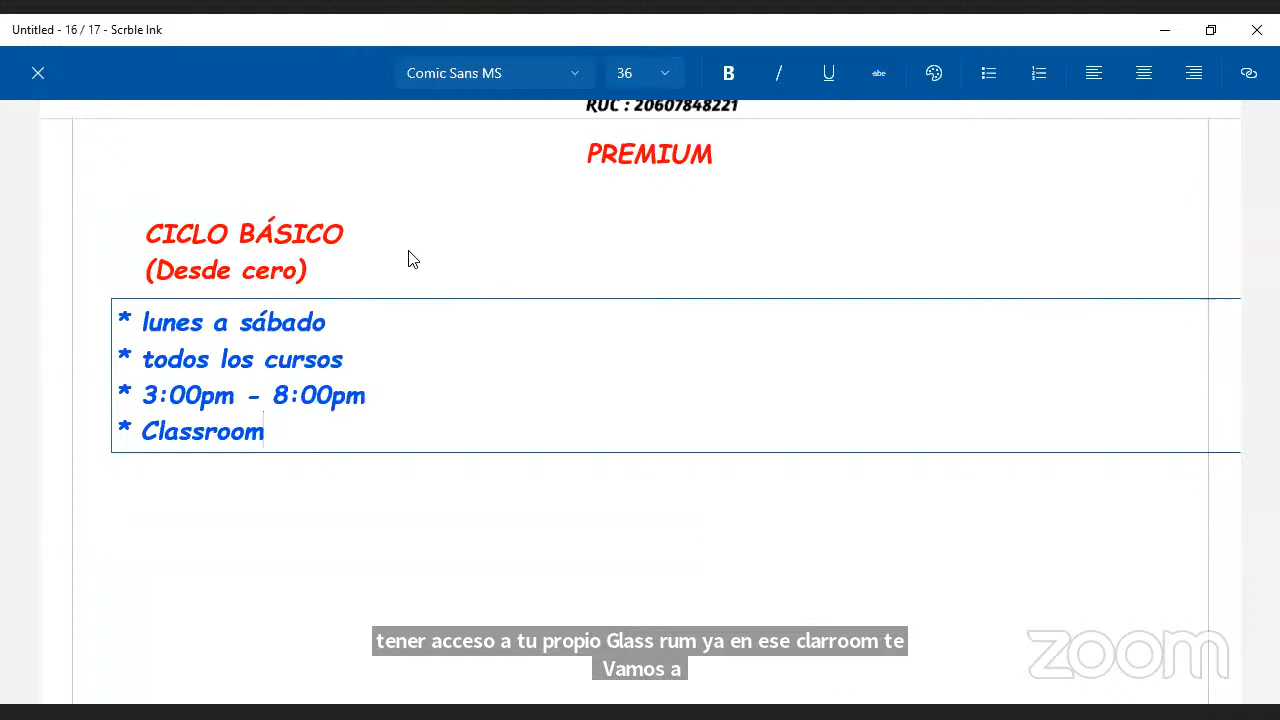 Untitled - 16 / 17 - Scrble Ink
Comic Sans MS
36
B
I
U
abc
RUC : 20607848221
PREMIUM
CICLO BÁSICO
(Desde cero)
* lunes a sábado
* todos los cursos
* 3:00pm - 8:00pm
* Classroom
tener acceso a tu propio Glass rum ya en ese clarroom te
Vamos a
zoom